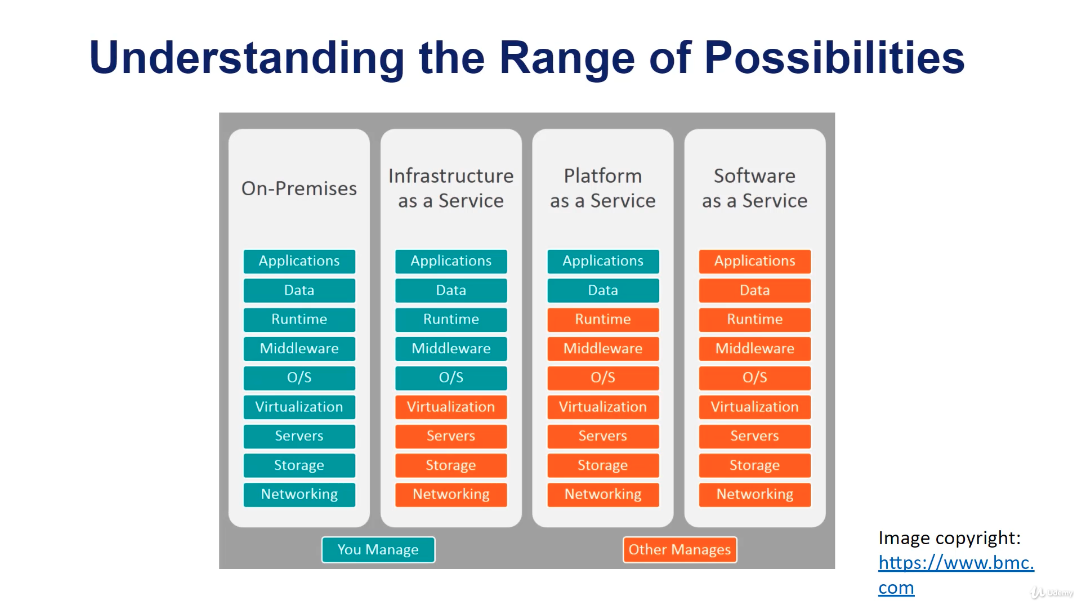 Understanding the Range of Possibilities
On-Premises
Applications
Data
Runtime
Middleware
O/S
Virtualization
Servers
Storage
Networking
Infrastructure
as a Service
Applications
Data
Runtime
Middleware
O/S
Virtualization
Servers
Storage
Networking
Platform
as a Service
Applications
Data
Runtime
Middleware
O/S
Virtualization
Servers
Storage
Networking
Software
as a Service
Applications
Data
Runtime
Middleware
O/S
Virtualization
Servers
Storage
Networking
You Manage
Other Manages
Image copyright:
https://www.bmc.
com
Udemy